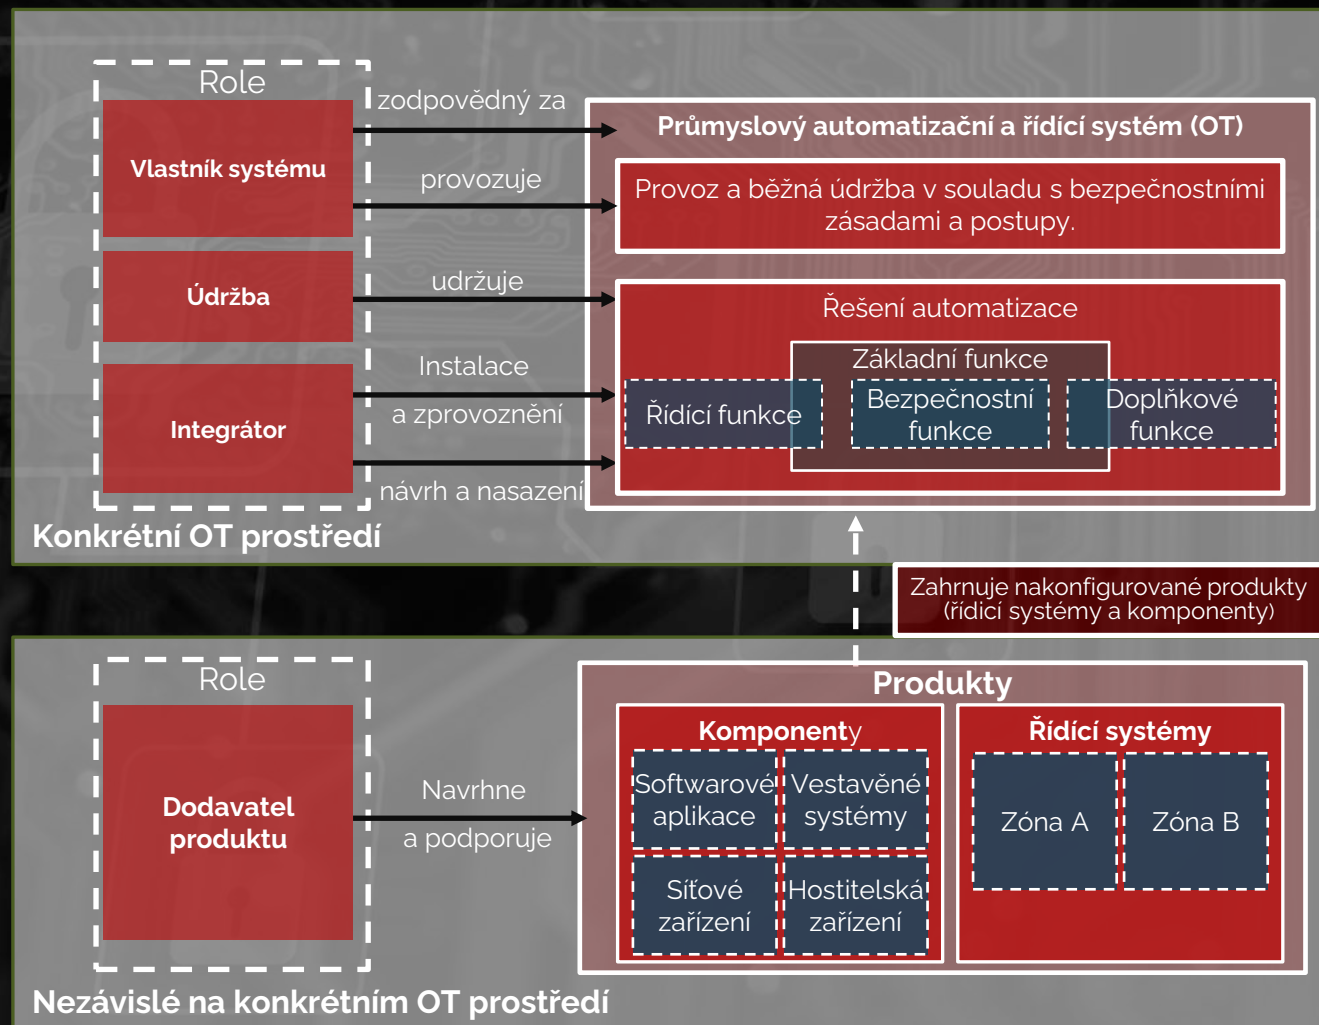 Role
Vlastník systému
Údržba
Integrátor
zodpovědný za
provozuje
udržuje
Instalace
a zprovoznění
návrh a nasazení
Průmyslový automatizační a řídící systém (OT)
Provoz a běžná údržba v souladu s bezpečnostními
zásadami a postupy.
Řešení automatizace
Základní funkce
Řídící funkce
Bezpečnostní
funkce
Doplňkové
funkce
Konkrétní OT prostředí
Zahrnuje nakonfigurované produkty
(řídicí systémy a komponenty)
Role
Dodavatel
produktu
Navrhne
a podporuje
Produkty
Komponenty
Softwarové
aplikace
Vestavěné
systémy
Síťové
zařízení
Hostitelská
zařízení
Řídící systémy
Zóna A
Zóna B
Nezávislé na konkrétním OT prostředí